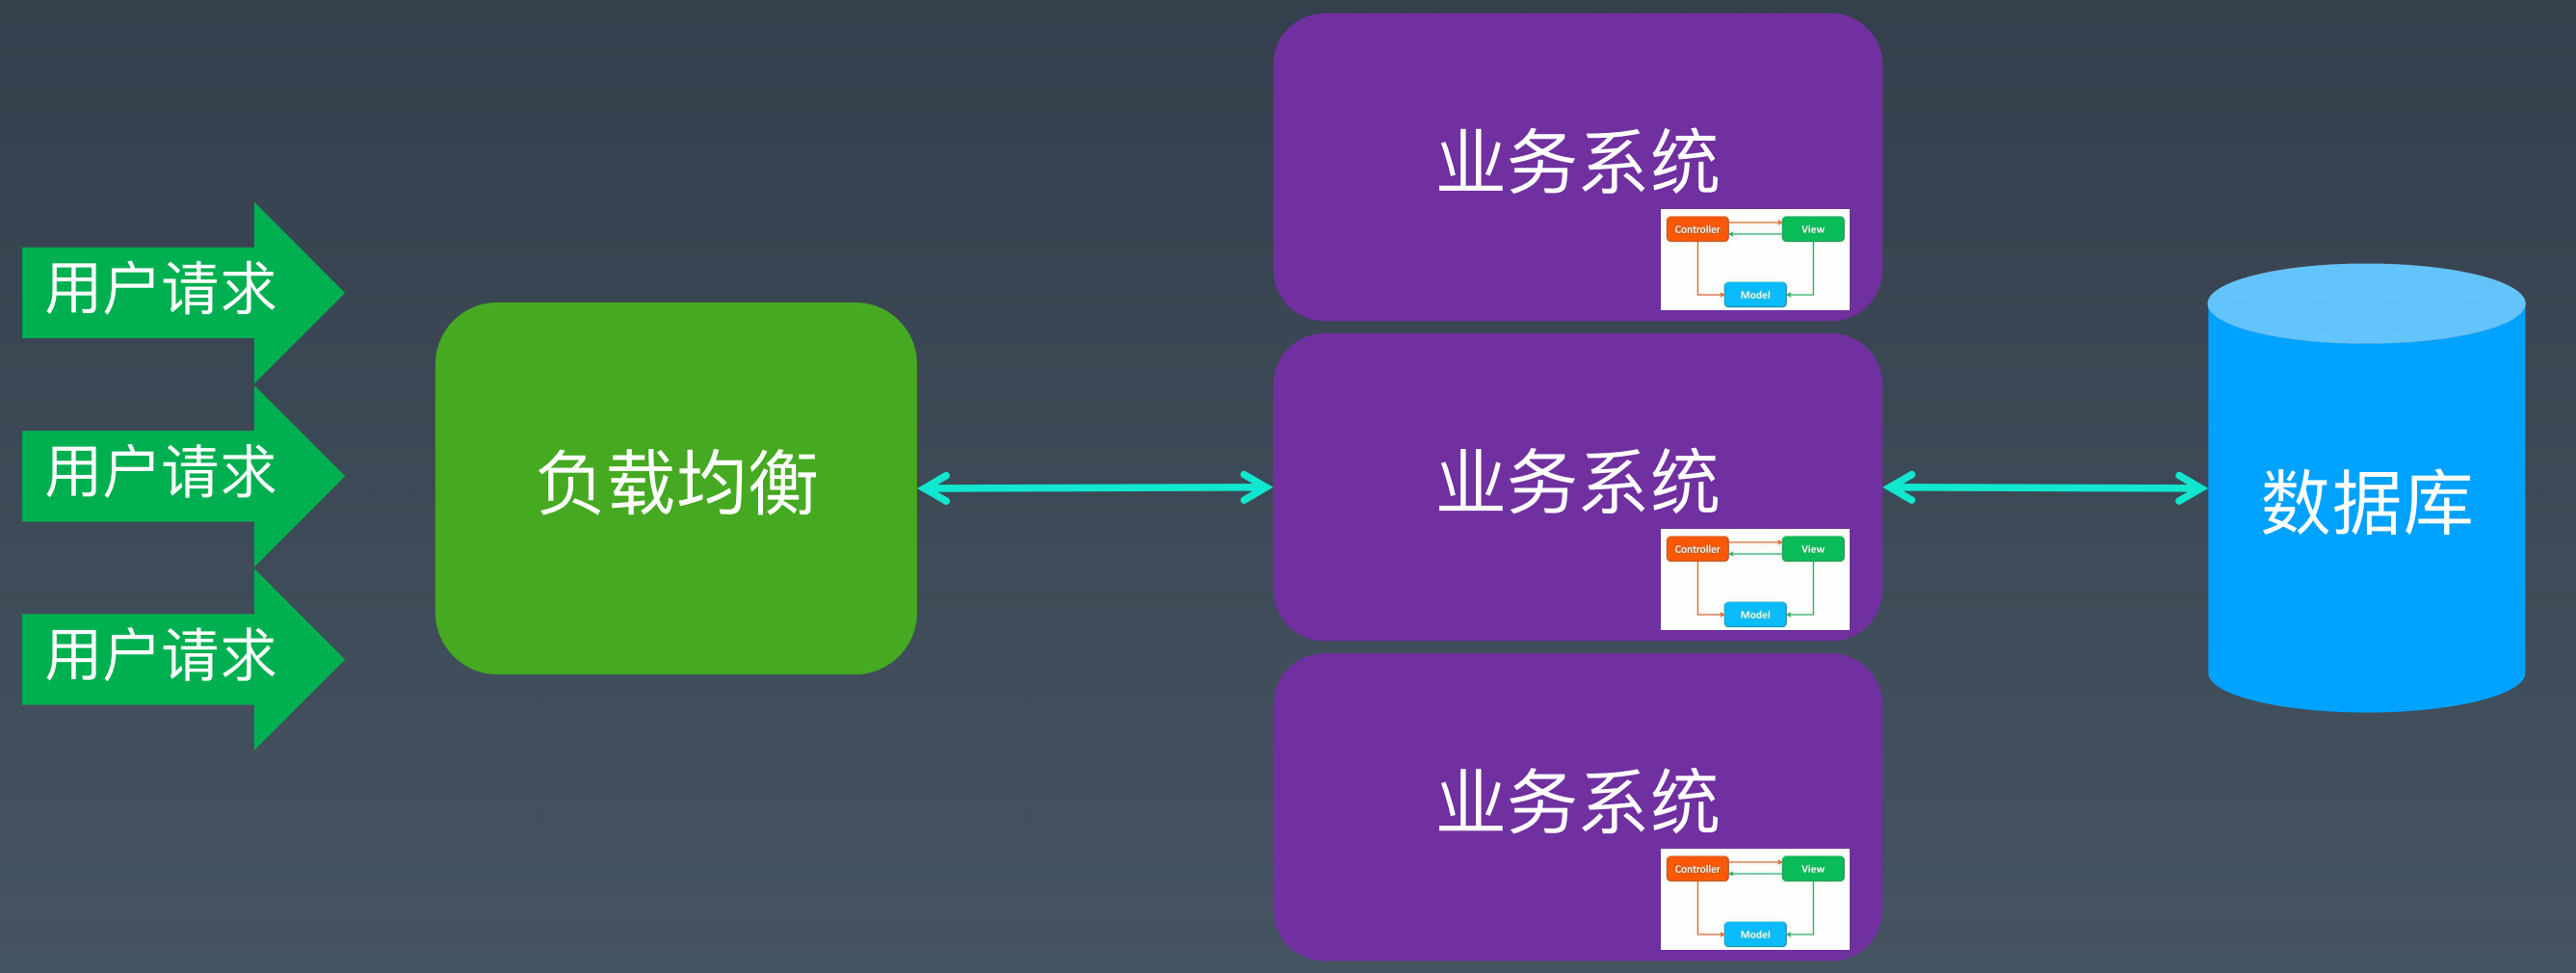 用户请求
用户请求
用户请求
负载均衡
业务系统
Controller
View
Model
业务系统
Controller
View
Model
业务系统
Controller
View
Model
数据库